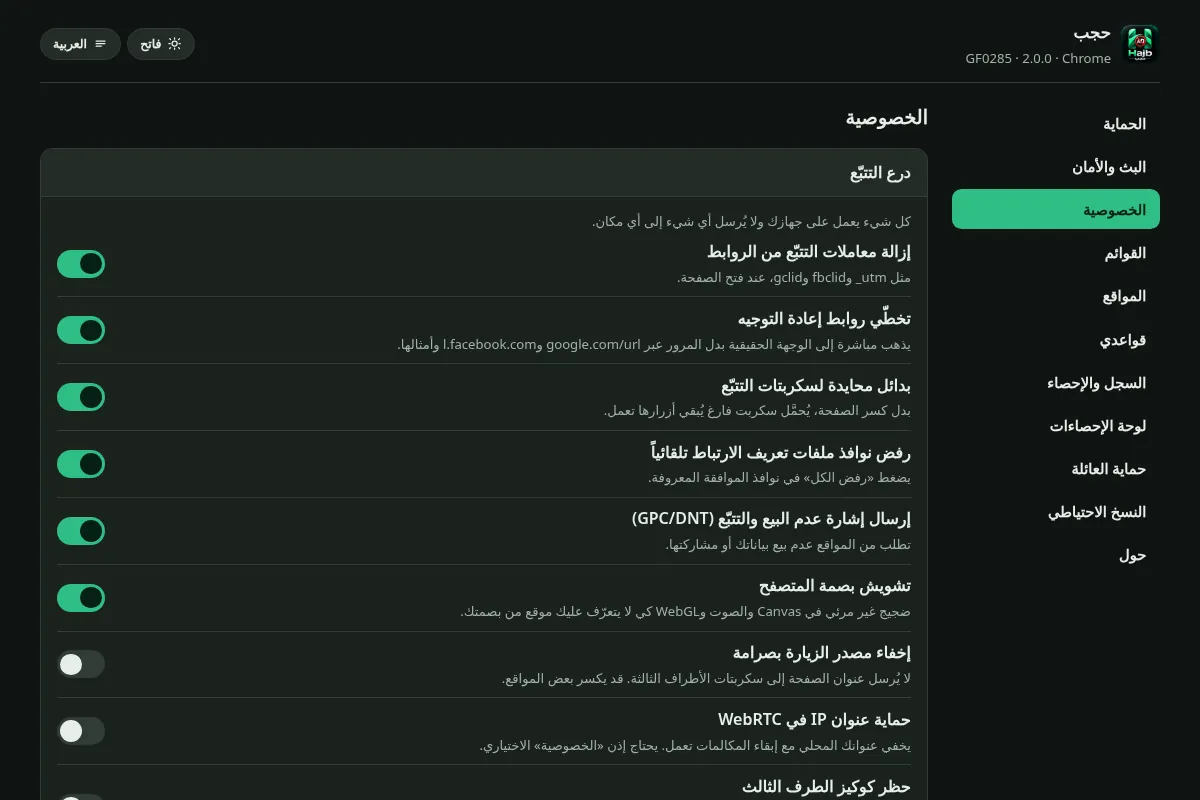 حجب
GF0285 · 2.0.0 · Chrome
فاتح
العربية
الحماية
البث والأمان
الخصوصية
القوائم
المواقع
قواعدي
السجل والإحصاء
لوحة الإحصاءات
حماية العائلة
النسخ الاحتياطي
حول
الخصوصية
درع التتبّع
كل شيء يعمل على جهازك ولا يُرسل أي شيء إلى أي مكان.
إزالة معاملات التتبّع من الروابط
مثل utm_ وfbclid وgclid، عند فتح الصفحة.
تخطّي روابط إعادة التوجيه
يذهب مباشرة إلى الوجهة الحقيقية بدل المرور عبر google.com/url وl.facebook.com وأمثالها.
بدائل محايدة لسكربتات التتبّع
بدل كسر الصفحة، يُحمَّل سكربت فارغ يُبقي أزرارها تعمل.
رفض نوافذ ملفات تعريف الارتباط تلقائياً
يضغط «رفض الكل» في نوافذ الموافقة المعروفة.
إرسال إشارة عدم البيع والتتبّع (GPC/DNT)
تطلب من المواقع عدم بيع بياناتك أو مشاركتها.
تشويش بصمة المتصفح
ضجيج غير مرئي في Canvas والصوت وWebGL كي لا يتعرّف عليك موقع من بصمتك.
إخفاء مصدر الزيارة بصرامة
لا يُرسل عنوان الصفحة إلى سكربتات الأطراف الثالثة. قد يكسر بعض المواقع.
حماية عنوان IP في WebRTC
يخفي عنوانك المحلي مع إبقاء المكالمات تعمل. يحتاج إذن «الخصوصية» الاختياري.
حظر كوكيز الطرف الثالث